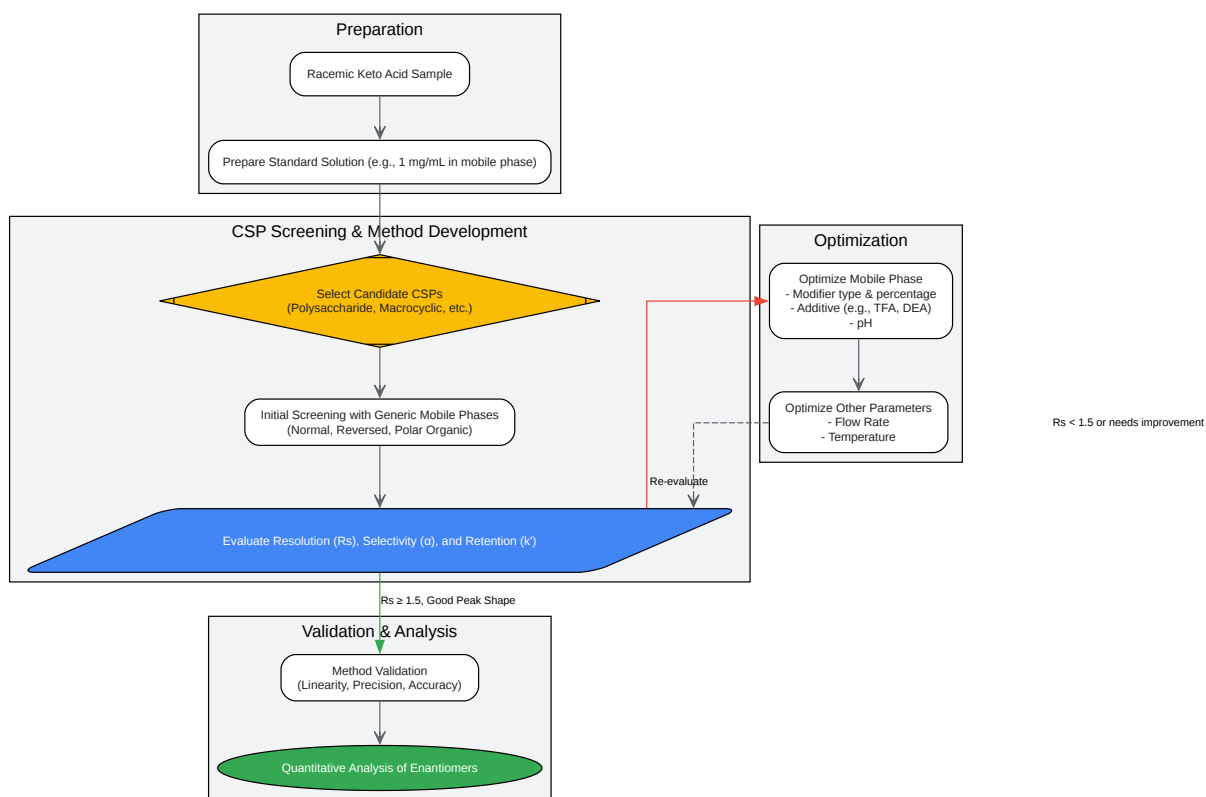 Preparation
Racemic Keto Acid Sample
Prepare Standard Solution (e.g., 1 mg/mL in mobile phase)
CSP Screening & Method Development
Select Candidate CSPs
(Polysaccharide, Macrocyclic, etc.)
Initial Screening with Generic Mobile Phases
(Normal, Reversed, Polar Organic)
Evaluate Resolution (Rs), Selectivity (α), and Retention (k')
Optimization
Optimize Mobile Phase
- Modifier type & percentage
- Additive (e.g., TFA, DEA)
- pH
Optimize Other Parameters
- Flow Rate
- Temperature
Rs < 1.5 or needs improvement
Re-evaluate
Rs ≥ 1.5, Good Peak Shape
Validation & Analysis
Method Validation
(Linearity, Precision, Accuracy)
Quantitative Analysis of Enantiomers